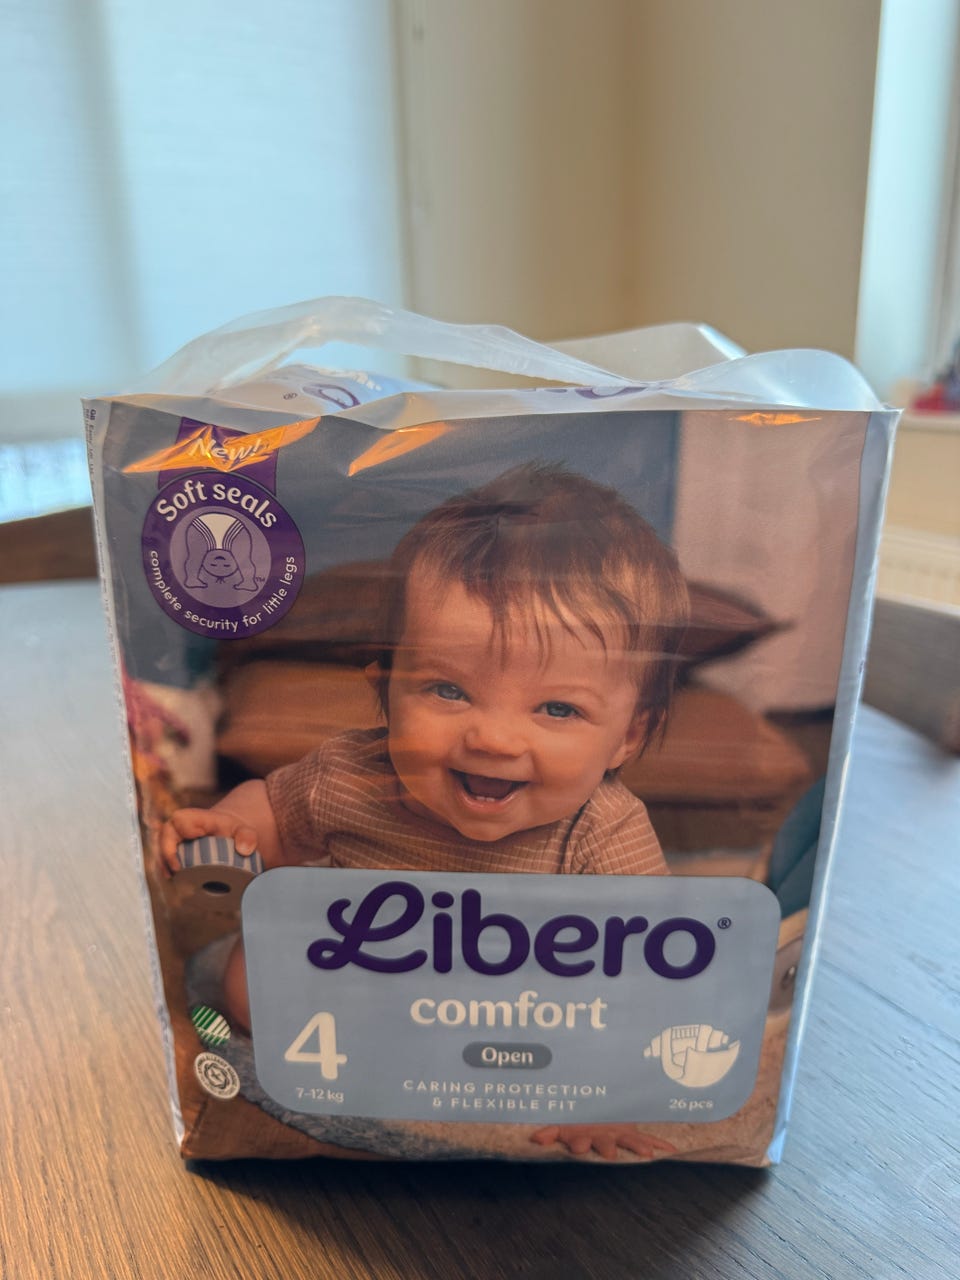 New!
Soft seals
TM
complete security for little legs
Libero®
comfort
Open
4
7-12 kg
CARING PROTECTION
& FLEXIBLE FIT
26 pcs